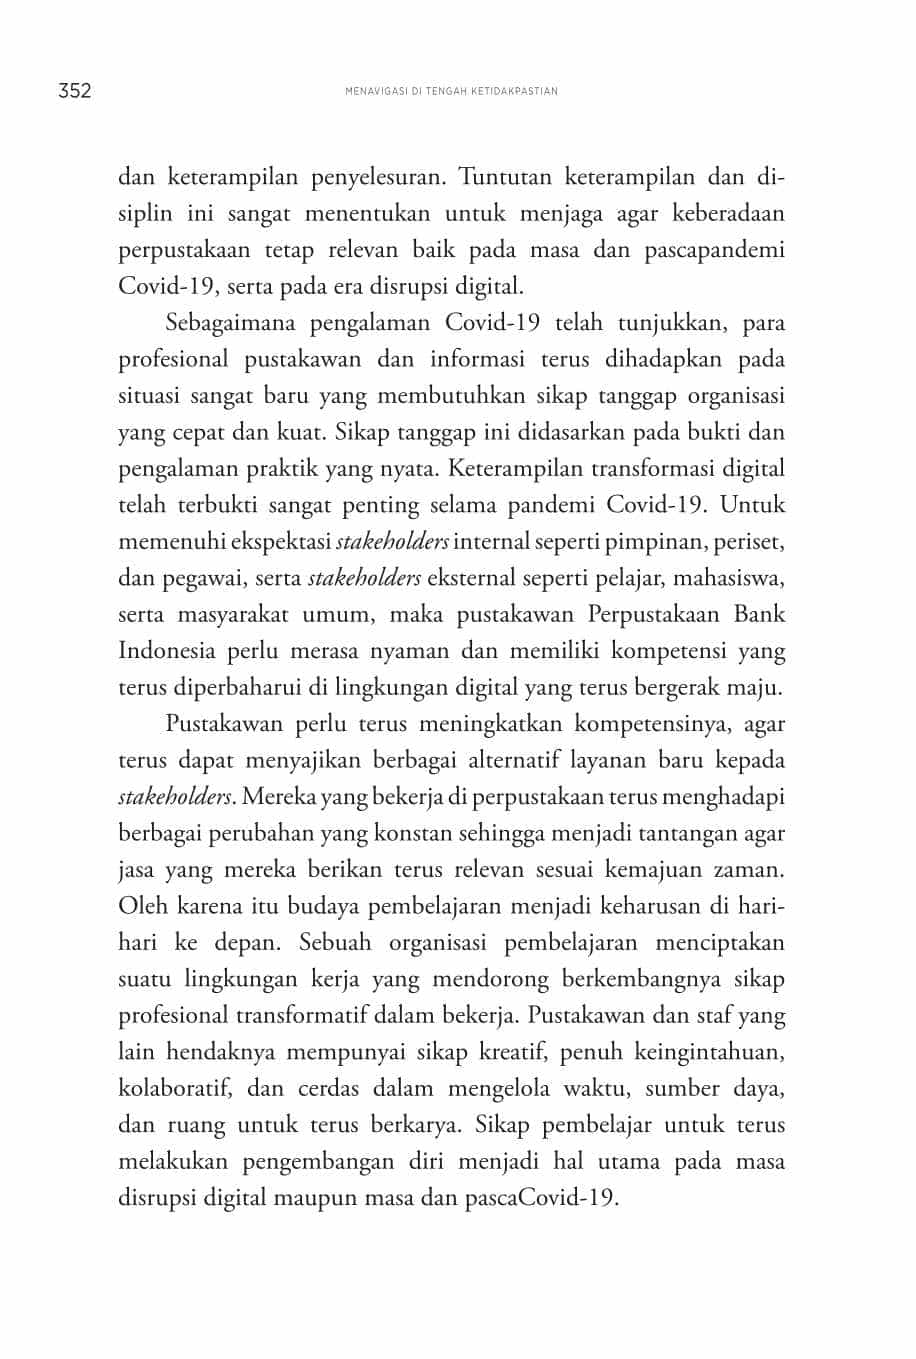 352
MENAVIGASI DI TENGAH KETIDAKPASTIAN
dan keterampilan penyelesuran. Tuntutan keterampilan dan di-
siplin ini sangat menentukan untuk menjaga agar keberadaan
perpustakaan tetap relevan baik pada masa dan pascapandemi
Covid-19, serta pada era disrupsi digital.
Sebagaimana pengalaman Covid-19 telah tunjukkan, para
profesional pustakawan dan informasi terus dihadapkan pada
situasi sangat baru yang membutuhkan sikap tanggap organisasi
yang cepat dan kuat. Sikap tanggap ini didasarkan pada bukti dan
pengalaman praktik yang nyata. Keterampilan transformasi digital
telah terbukti sangat penting selama pandemi Covid-19. Untuk
memenuhi ekspektasi stakeholders internal seperti pimpinan, periset,
dan pegawai, serta stakeholders eksternal seperti pelajar, mahasiswa,
serta masyarakat umum, maka pustakawan Perpustakaan Bank
Indonesia perlu merasa nyaman dan memiliki kompetensi yang
terus diperbaharui di lingkungan digital yang terus bergerak maju.
Pustakawan perlu terus meningkatkan kompetensinya, agar
terus dapat menyajikan berbagai alternatif layanan baru kepada
stakeholders. Mereka yang bekerja di perpustakaan terus menghadapi
berbagai perubahan yang konstan sehingga menjadi tantangan agar
jasa yang mereka berikan terus relevan sesuai kemajuan zaman.
Oleh karena itu budaya pembelajaran menjadi keharusan di hari-
hari ke depan. Sebuah organisasi pembelajaran menciptakan
suatu lingkungan kerja yang mendorong berkembangnya sikap
profesional transformatif dalam bekerja. Pustakawan dan staf yang
lain hendaknya mempunyai sikap kreatif, penuh keingintahuan,
kolaboratif, dan cerdas dalam mengelola waktu, sumber daya,
dan ruang untuk terus berkarya. Sikap pembelajar untuk terus
melakukan pengembangan diri menjadi hal utama pada masa
disrupsi digital maupun masa dan pascaCovid-19.